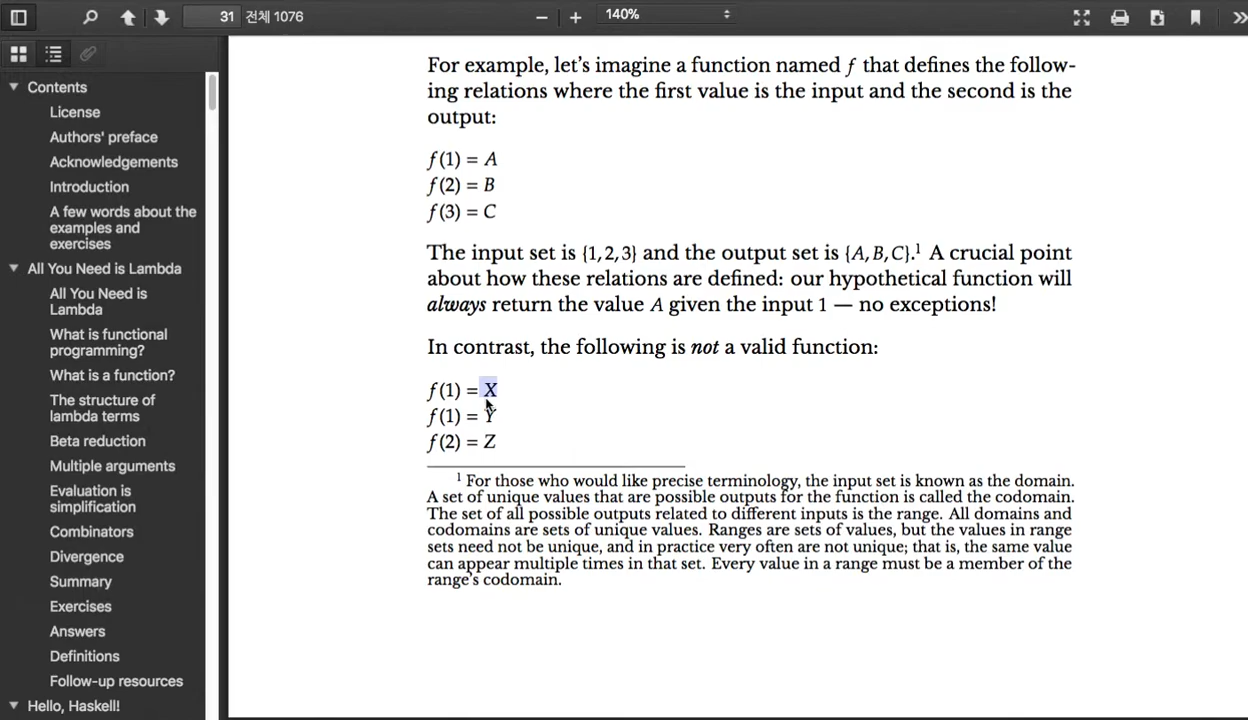 31 전체 1076
140%
Contents
License
Authors' preface
Acknowledgements
Introduction
A few words about the
examples and
exercises
All You Need is Lambda
All You Need is
Lambda
What is functional
programming?
What is a function?
The structure of
lambda terms
Beta reduction
Multiple arguments
Evaluation is
simplification
Combinators
Divergence
Summary
Exercises
Answers
Definitions
Follow-up resources
Hello, Haskell!
For example, let's imagine a function named f that defines the follow-
ing relations where the first value is the input and the second is the
output:
f(1) = A
f(2) = B
f(3) = C
The input set is {1,2,3} and the output set is {A,B,C}.¹ A crucial point
about how these relations are defined: our hypothetical function will
always return the value A given the input 1 — no exceptions!
In contrast, the following is not a valid function:
f(1) = X
f(1) = Y
f(2) = Z
¹ For those who would like precise terminology, the input set is known as the domain.
A set of unique values that are possible outputs for the function is called the codomain.
The set of all possible outputs related to different inputs is the range. All domains and
codomains are sets of unique values. Ranges are sets of values, but the values in range
sets need not be unique, and in practice very often are not unique; that is, the same value
can appear multiple times in that set. Every value in a range must be a member of the
range's codomain.